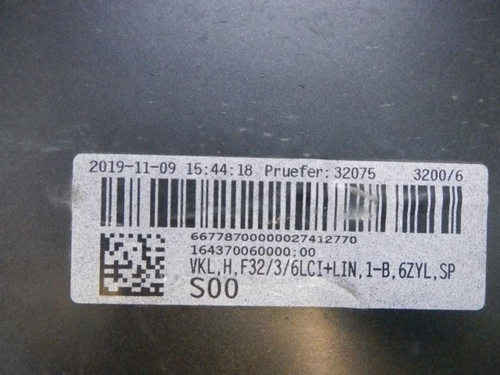 2019-11-09 15:44:18 Pruefer: 32075 3200/6
66778700000027412770
164370060000;00
VKL,H,F32/3/6LCI+LIN,1-B,6ZYL,SP
S00